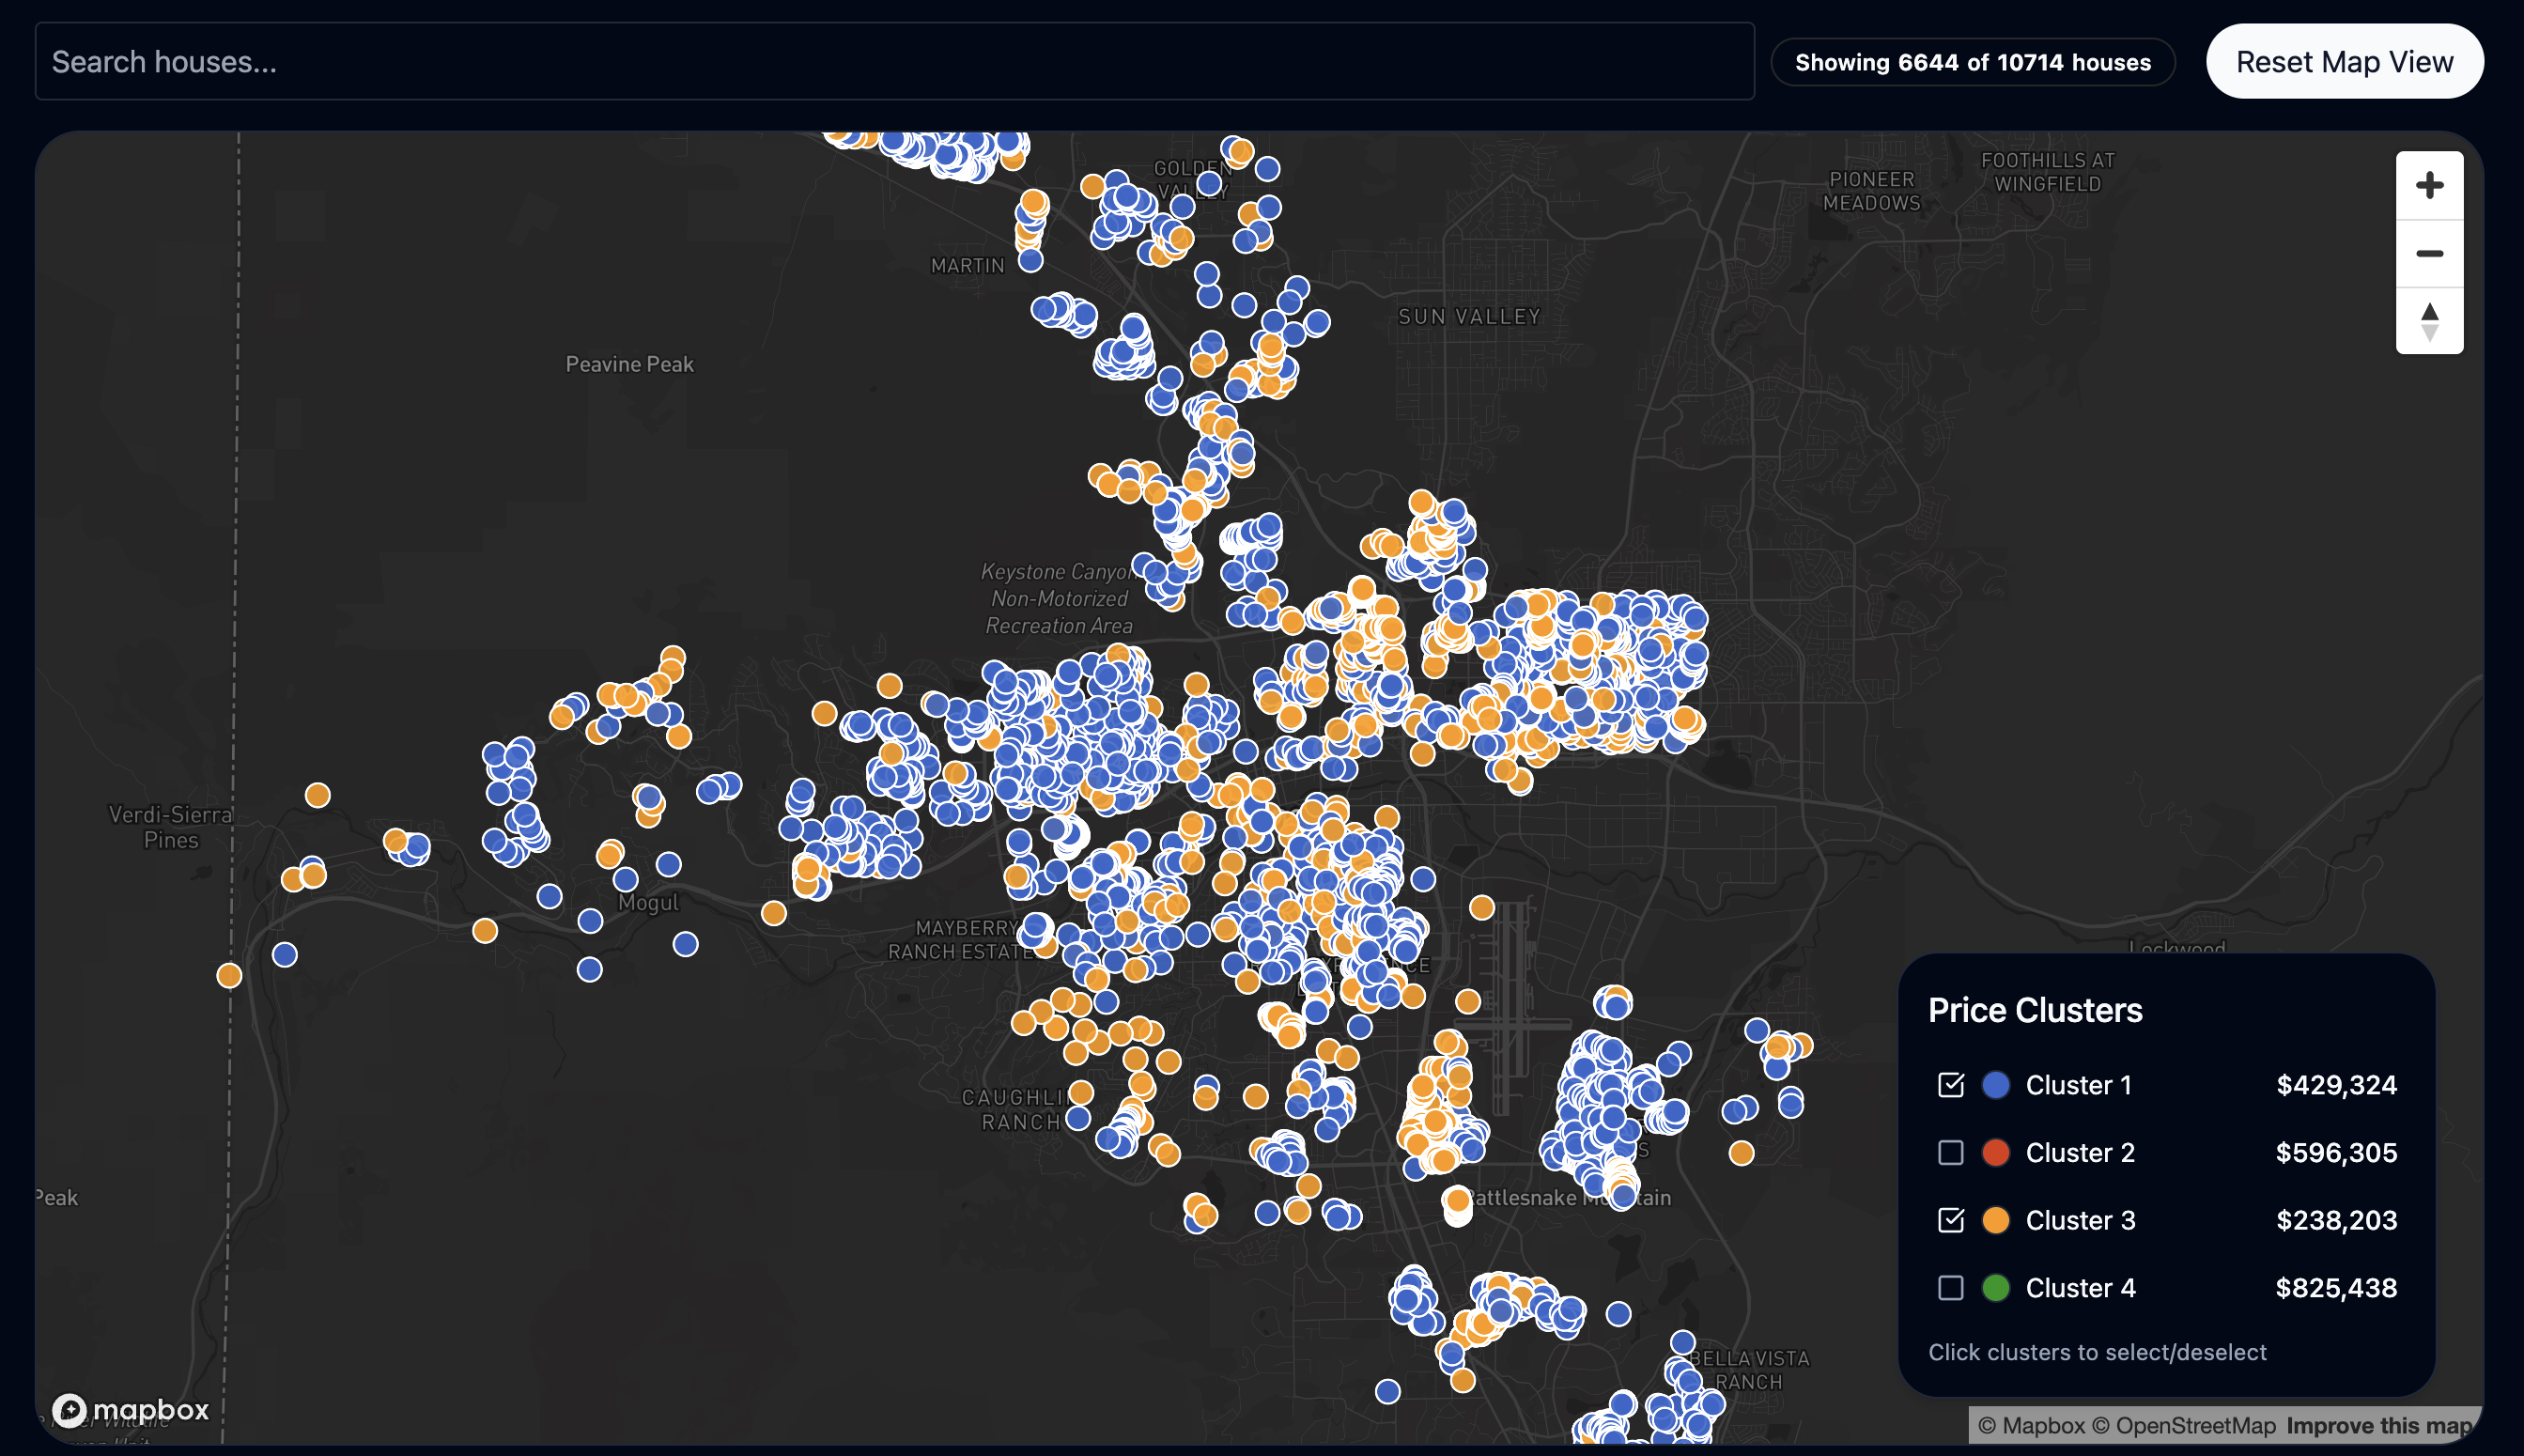 Search houses...
Showing 6644 of 10714 houses
Reset Map View
GOLDEN
VALLEY
PIONEER
MEADOWS
FOOTHILLS AT
WINGFIELD
MARTIN
SUN VALLEY
Peavine Peak
Keystone Canyon
Non-Motorized
Recreation Area
Verdi-Sierra
Pines
Mogul
MAYBERRY
RANCH ESTATE
Lockwood
CAUGHLI
RANCH
Peak
Rattlesnake Mountain
BELLA VISTA
RANCH
Price Clusters
Cluster 1 $429,324
Cluster 2 $596,305
Cluster 3 $238,203
Cluster 4 $825,438
Click clusters to select/deselect
mapbox
© Mapbox © OpenStreetMap Improve this map